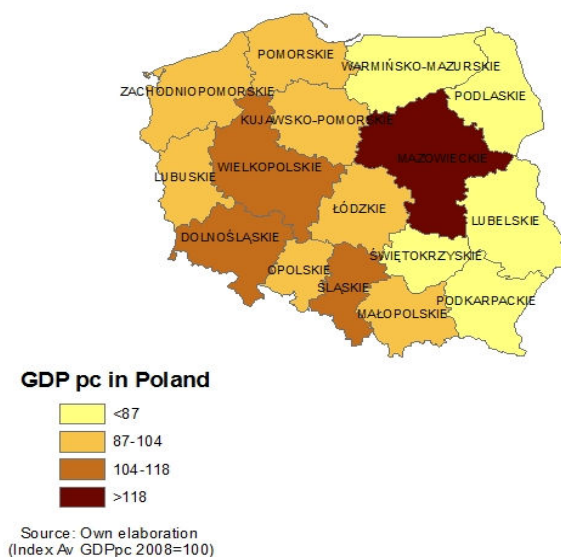 POMORSKIE
WARMIŃSKO-MAZURSKIE
ZACHODNIOPOMORSKIE
PODLASKIE
KUJAWSKO-POMORSKIE
MAZOWIECKIE
WIELKOPOLSKIE
LUBUSKIE
ŁÓDZKIE
LUBELSKIE
DOLNOŚLĄSKIE
ŚWIĘTOKRZYSKIE
OPOLSKIE
ŚLĄSKIE
PODKARPACKIE
MAŁOPOLSKIE
GDP pc in Poland
<87
87-104
104-118
>118
Source: Own elaboration
(Index Av GDPpc 2008=100)